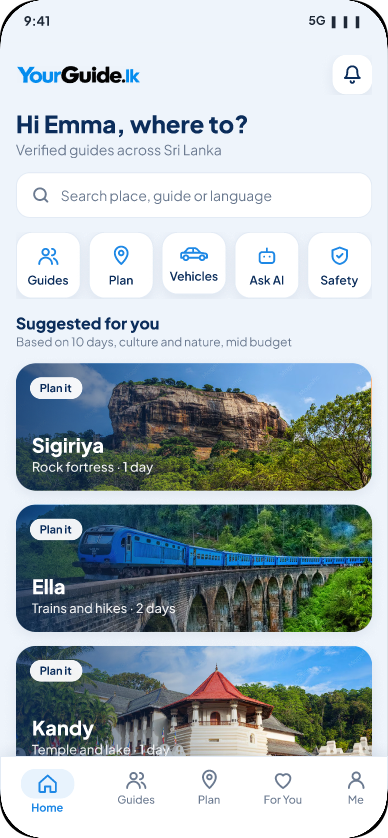 9:41
5G
YourGuide.lk
Hi Emma, where to?
Verified guides across Sri Lanka
Search place, guide or language
Guides
Plan
Vehicles
Ask AI
Safety
Suggested for you
Based on 10 days, culture and nature, mid budget
Plan it
Sigiriya
Rock fortress · 1 day
Plan it
Ella
Trains and hikes · 2 days
Plan it
Kandy
Temple and lake · 1 day
Home
Guides
Plan
For You
Me